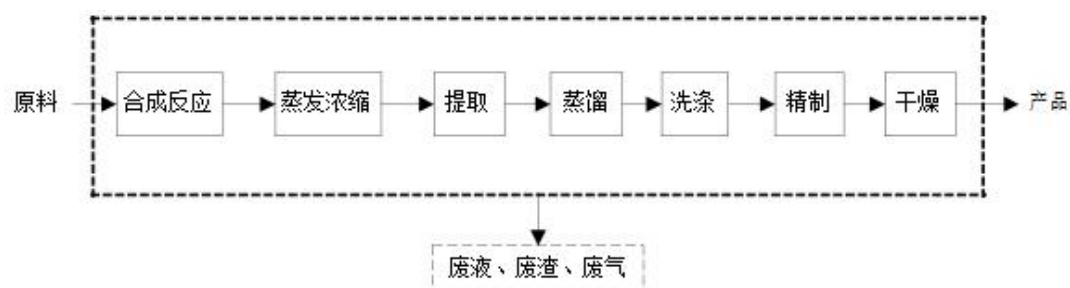 原料 合成反应 蒸发浓缩 提取 蒸馏 洗涤 精制 干燥 产品
废液、废渣、废气